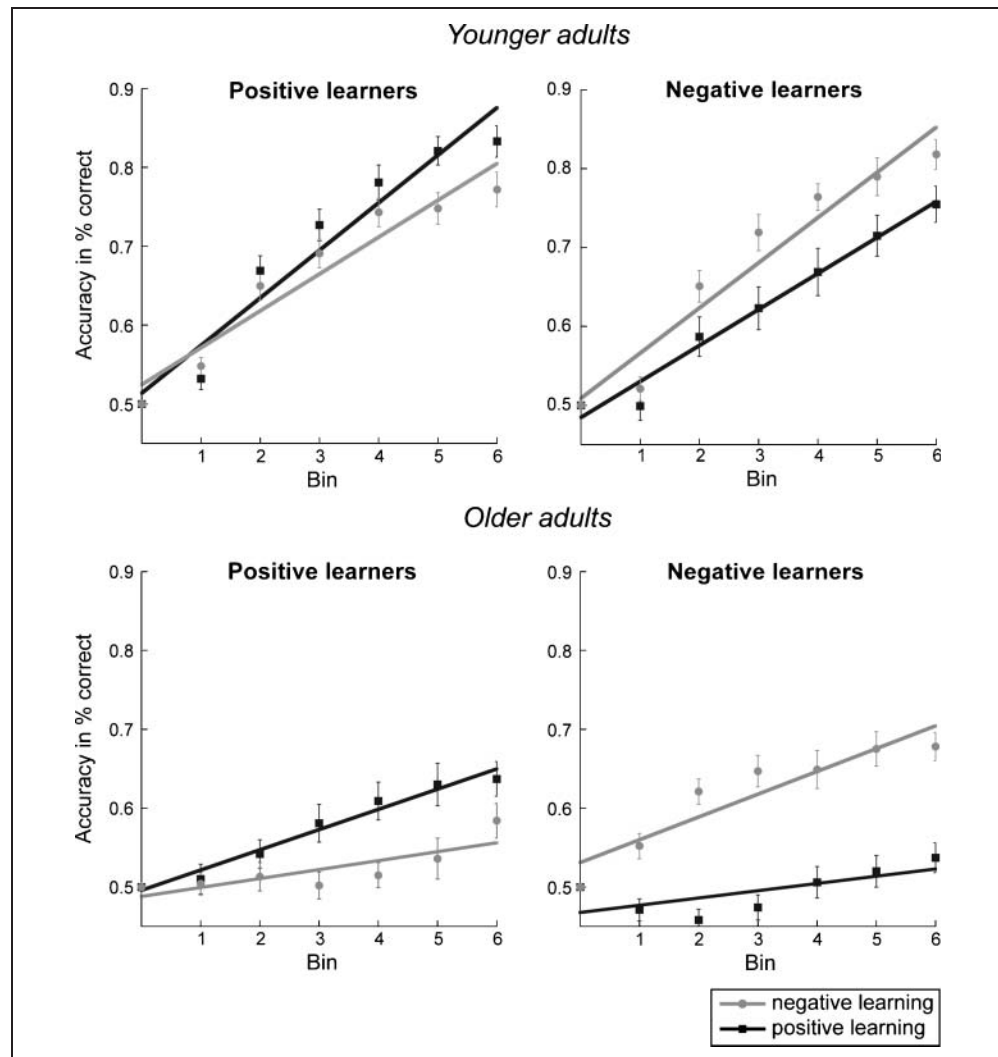 Younger adults
Positive learners
Negative learners
Accuracy in % correct
0.9
0.8
0.7
0.6
0.5
1 2 3 4 5 6
Bin
0.9
0.8
0.7
0.6
0.5
1 2 3 4 5 6
Bin
Older adults
Positive learners
Negative learners
Accuracy in % correct
0.9
0.8
0.7
0.6
0.5
1 2 3 4 5 6
Bin
0.9
0.8
0.7
0.6
0.5
1 2 3 4 5 6
Bin
negative learning
positive learning